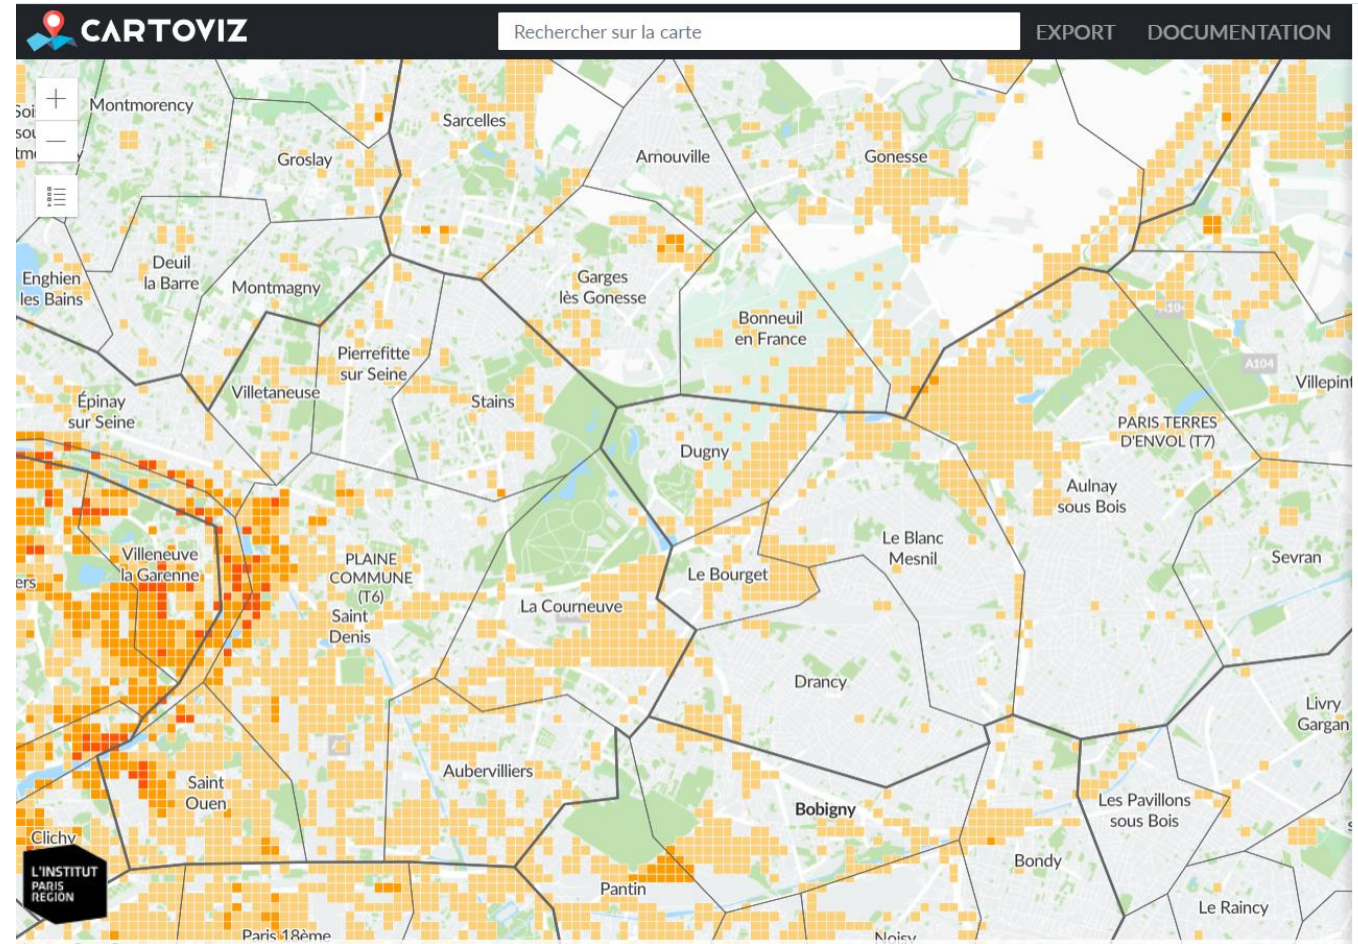 CARTOVIZ
Rechercher sur la carte
EXPORT
DOCUMENTATION
Montmorency
Groslay
Sarcelles
Arnouville
Gonesse
Enghien
les Bains
Deuil
la Barre
Montmagny
Garges
lès Gonesse
Bonneuil
en France
Pierrefitte
sur Seine
Villetaneuse
Stains
Épinay
sur Seine
Dugny
A104
Villepint
PARIS TERRES
D'ENVOL (T7)
Aulnay
sous Bois
Villeneuve
la Garenne
PLAINE
COMMUNE
(T6)
Saint
Denis
La Courneuve
Le Bourget
Le Blanc
Mesnil
Sevran
ers
Drancy
Livry
Gargan
Saint
Ouen
Aubervilliers
Bobigny
Les Pavillons
sous Bois
Clichy
L'INSTITUT
PARIS
REGION
Pantin
Bondy
Le Raincy
Paris 18ème
Noisy